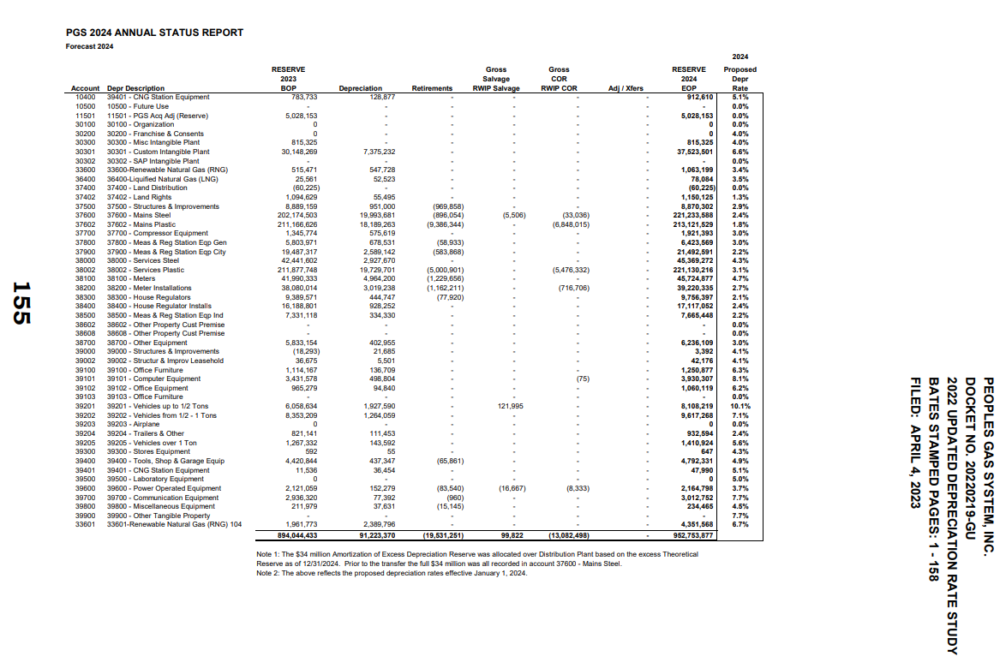 PGS 2024 ANNUAL STATUS REPORT
Forecast 2024
2024
RESERVE Gross Gross RESERVE Proposed
2023 Salvage COR 2024 Depr
Account Depr Description BOP Depreciation Retirements RWIP Salvage RWIP COR Adj / Xfers EOP Rate
10400 39401 - CNG Station Equipment 783,733 128,877 - - - - 912,610 5.1%
10500 10500 - Future Use - - - - - - - 0.0%
11501 11501 - PGS Acq Adj (Reserve) 5,028,153 - - - - - 5,028,153 0.0%
30100 30100 - Organization 0 - - - - - 0 0.0%
30200 30200 - Franchise & Consents 0 - - - - - 0 4.0%
30300 30300 - Misc Intangible Plant 815,325 - - - - - 815,325 4.0%
30301 30301 - Custom Intangible Plant 30,148,269 7,375,232 - - - - 37,523,501 6.6%
30302 30302 - SAP Intangible Plant - - - - - - - 0.0%
33600 33600-Renewable Natural Gas (RNG) 515,471 547,728 - - - - 1,063,199 3.4%
36400 36400-Liquified Natural Gas (LNG) 25,561 52,523 - - - - 78,084 3.5%
37400 37400 - Land Distribution (60,225) - - - - - (60,225) 0.0%
37402 37402 - Land Rights 1,094,629 55,495 - - - - 1,150,125 1.3%
37500 37500 - Structures & Improvements 8,889,159 951,000 (969,858) - - - 8,870,302 2.9%
37600 37600 - Mains Steel 202,174,503 19,993,681 (896,054) (5,506) (33,036) - 221,233,588 2.4%
37602 37602 - Mains Plastic 211,166,626 18,189,263 (9,386,344) - (6,848,015) - 213,121,529 1.8%
37700 37700 - Compressor Equipment 1,345,774 575,619 - - - - 1,921,393 3.0%
37800 37800 - Meas & Reg Station Eqp Gen 5,803,971 678,531 (58,933) - - - 6,423,569 3.0%
37900 37900 - Meas & Reg Station Eqp City 19,487,317 2,589,142 (583,868) - - - 21,492,591 2.2%
38000 38000 - Services Steel 42,441,602 2,927,670 - - - - 45,369,272 4.3%
38002 38002 - Services Plastic 211,877,748 19,729,701 (5,000,901) - (5,476,332) - 221,130,216 3.1%
38100 38100 - Meters 41,990,333 4,964,200 (1,229,656) - - - 45,724,877 4.7%
38200 38200 - Meter Installations 38,080,014 3,019,238 (1,162,211) - (716,706) - 39,220,335 2.7%
38300 38300 - House Regulators 9,389,571 444,747 (77,920) - - - 9,756,397 2.1%
38400 38400 - House Regulator Installs 16,188,801 928,252 - - - - 17,117,052 2.4%
38500 38500 - Meas & Reg Station Eqp Ind 7,331,118 334,330 - - - - 7,665,448 2.2%
38602 38602 - Other Property Cust Premise - - - - - - - 0.0%
38608 38608 - Other Property Cust Premise - - - - - - - 0.0%
38700 38700 - Other Equipment 5,833,154 402,955 - - - - 6,236,109 3.0%
39000 39000 - Structures & Improvements (18,293) 21,685 - - - - 3,392 4.1%
39002 39002 - Structur & Improv Leasehold 36,675 5,501 - - - - 42,176 4.1%
39100 39100 - Office Furniture 1,114,167 136,709 - - - - 1,250,877 6.3%
39101 39101 - Computer Equipment 3,431,578 498,804 - - (75) - 3,930,307 8.1%
39102 39102 - Office Equipment 965,279 94,840 - - - - 1,060,119 6.2%
39103 39103 - Office Furniture - - - - - - - 0.0%
39201 39201 - Vehicles up to 1/2 Tons 6,058,634 1,927,590 - 121,995 - - 8,108,219 10.1%
39202 39202 - Vehicles from 1/2 - 1 Tons 8,353,209 1,264,059 - - - - 9,617,268 7.1%
39203 39203 - Airplane 0 - - - - - 0 0.0%
39204 39204 - Trailers & Other 821,141 111,453 - - - - 932,594 2.4%
39205 39205 - Vehicles over 1 Ton 1,267,332 143,592 - - - - 1,410,924 5.6%
39300 39300 - Stores Equipment 592 55 - - - - 647 4.3%
39400 39400 - Tools, Shop & Garage Equip 4,420,844 437,347 (65,861) - - - 4,792,331 4.9%
39401 39401 - CNG Station Equipment 11,536 36,454 - - - - 47,990 5.1%
39500 39500 - Laboratory Equipment 0 - - - - - 0 5.0%
39600 39600 - Power Operated Equipment 2,121,059 152,279 (83,540) (16,667) (8,333) - 2,164,798 3.7%
39700 39700 - Communication Equipment 2,936,320 77,392 (960) - - - 3,012,752 7.7%
39800 39800 - Miscellaneous Equipment 211,979 37,631 (15,145) - - - 234,465 4.5%
39900 39900 - Other Tangible Property - - - - - - - 7.7%
33601 33601-Renewable Natural Gas (RNG) 104 1,961,773 2,389,796 - - - - 4,351,568 6.7%
894,044,433 91,223,370 (19,531,251) 99,822 (13,082,498) - 952,753,877
Note 1: The $34 million Amortization of Excess Depreciation Reserve was allocated over Distribution Plant based on the excess Theoretical
Reserve as of 12/31/2024. Prior to the transfer the full $34 million was all recorded in account 37600 - Mains Steel.
Note 2: The above reflects the proposed depreciation rates effective January 1, 2024.
155
PEOPLES GAS SYSTEM, INC.
DOCKET NO. 20220219-GU
2022 UPDATED DEPRECIATION RATE STUDY
BATES STAMPED PAGES: 1 - 158
FILED: APRIL 4, 2023